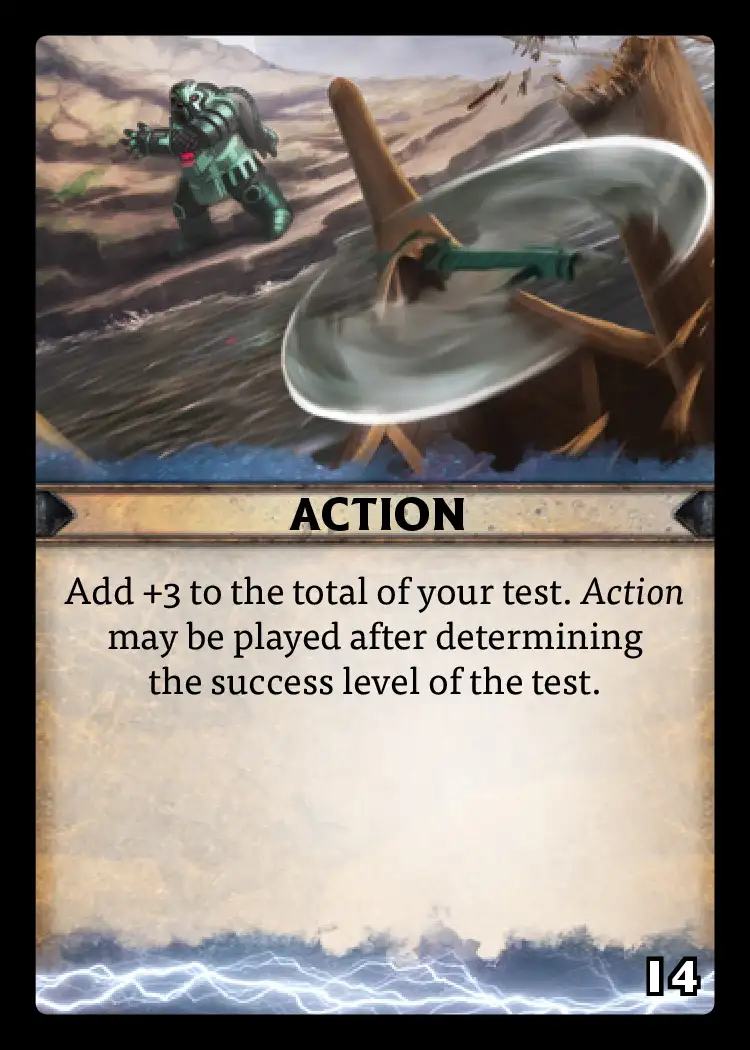 ACTION
Add +3 to the total of your test. Action
may be played after determining
the success level of the test.
14